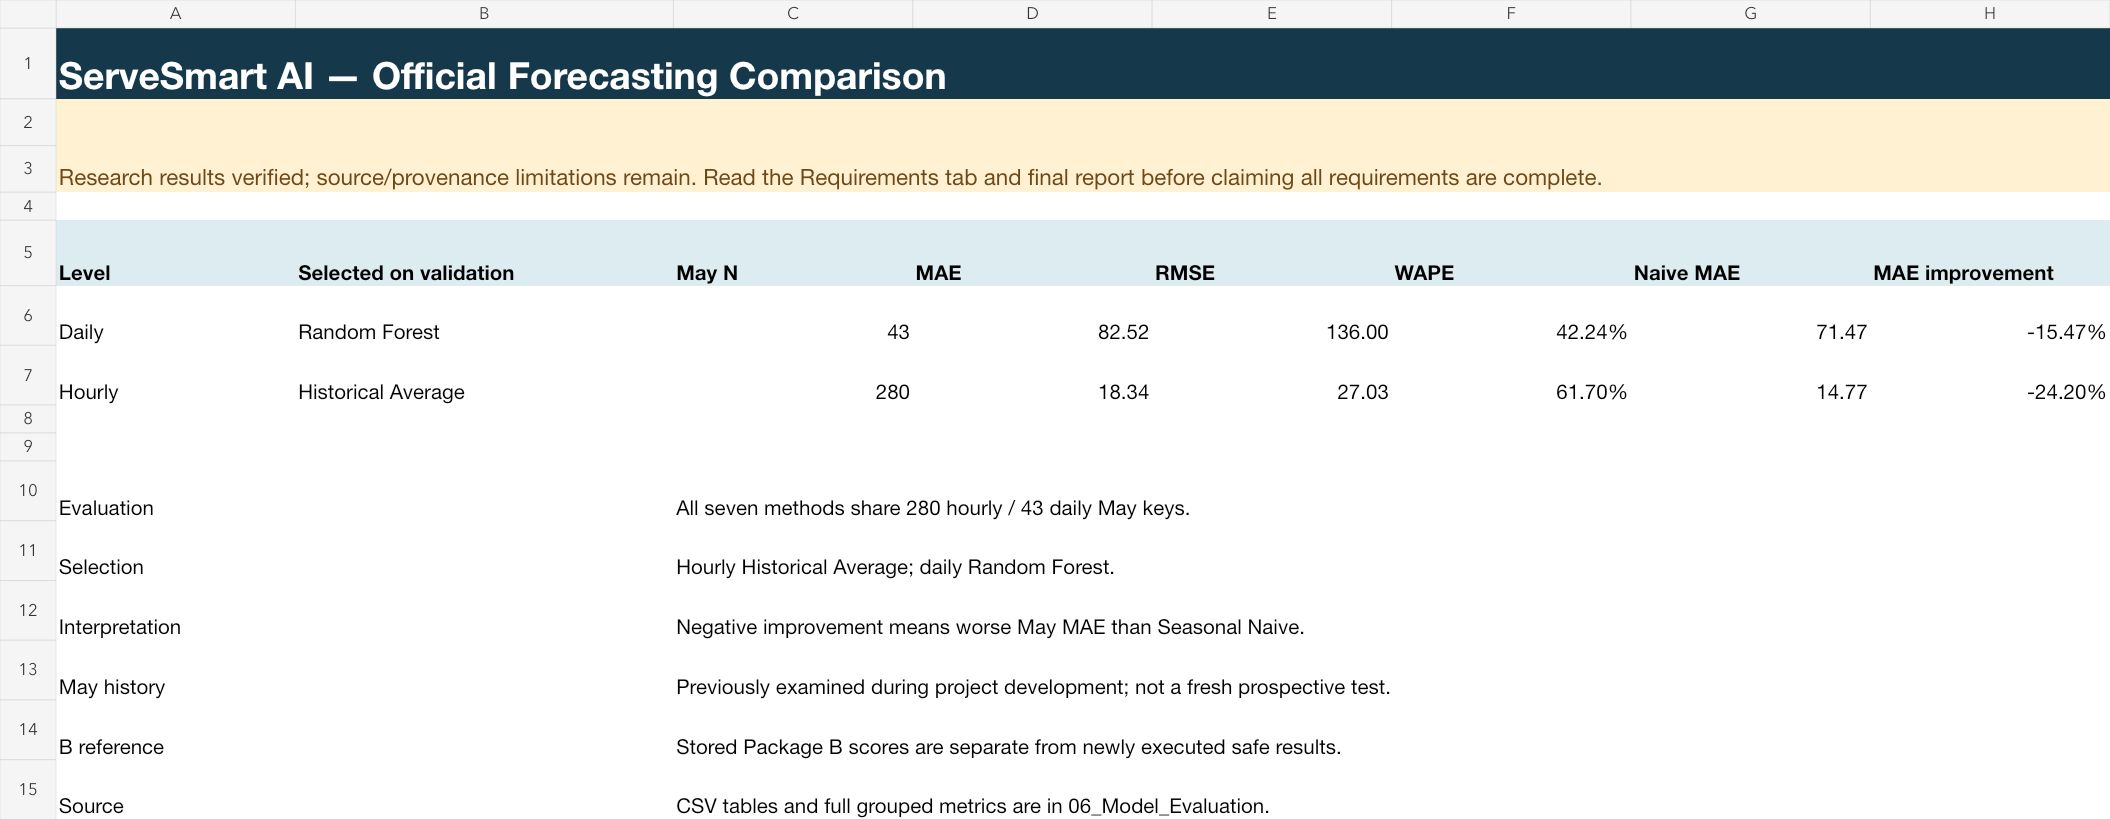 A B C D E F G H
1 ServeSmart AI — Official Forecasting Comparison
2
3 Research results verified; source/provenance limitations remain. Read the Requirements tab and final report before claiming all requirements are complete.
4
5 Level Selected on validation May N MAE RMSE WAPE Naive MAE MAE improvement
6 Daily Random Forest 43 82.52 136.00 42.24% 71.47 -15.47%
7 Hourly Historical Average 280 18.34 27.03 61.70% 14.77 -24.20%
8
9
10 Evaluation All seven methods share 280 hourly / 43 daily May keys.
11 Selection Hourly Historical Average; daily Random Forest.
12 Interpretation Negative improvement means worse May MAE than Seasonal Naive.
13 May history Previously examined during project development; not a fresh prospective test.
14 B reference Stored Package B scores are separate from newly executed safe results.
15 Source CSV tables and full grouped metrics are in 06_Model_Evaluation.